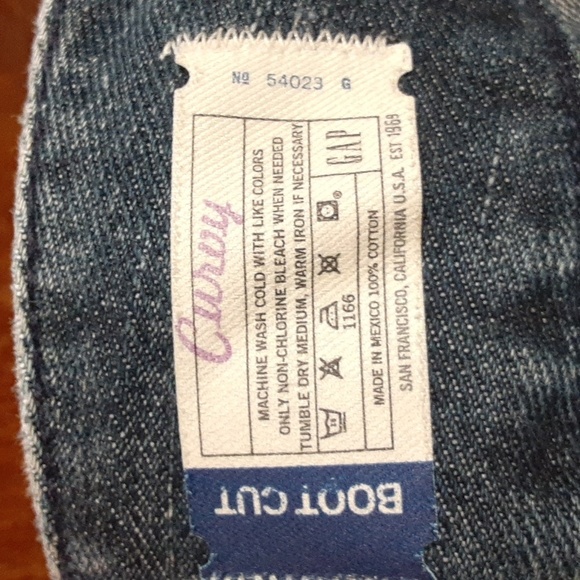 Nº 54023 G
Curvy
MACHINE WASH COLD WITH LIKE COLORS
ONLY NON-CHLORINE BLEACH WHEN NEEDED
TUMBLE DRY MEDIUM, WARM IRON IF NECESSARY
GAP
1166
MADE IN MEXICO 100% COTTON
SAN FRANCISCO, CALIFORNIA U.S.A. EST 1969
BOOT CUT